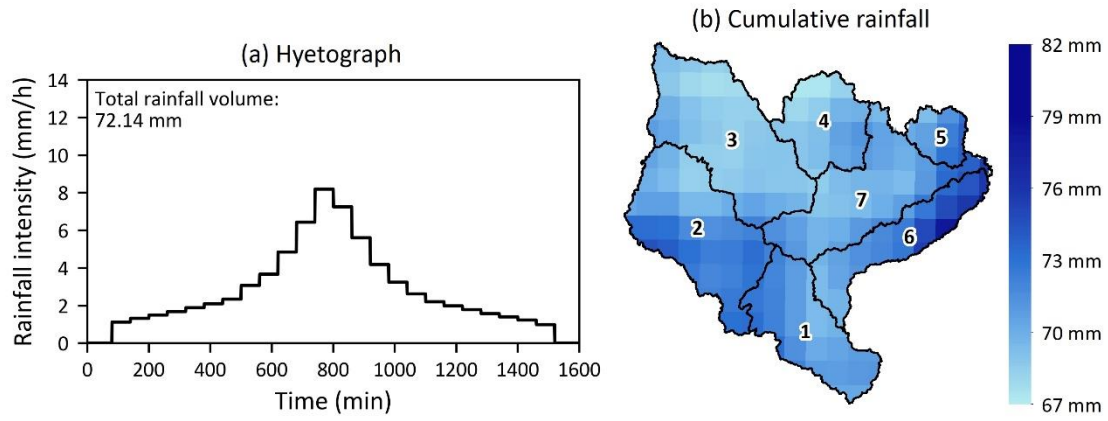 (a) Hyetograph
Total rainfall volume:
72.14 mm
Rainfall intensity (mm/h)
14
12
10
8
6
4
2
0
0 200 400 600 800 1000 1200 1400 1600
Time (min)
(b) Cumulative rainfall
3
4
5
7
2
6
1
82 mm
79 mm
76 mm
73 mm
70 mm
67 mm